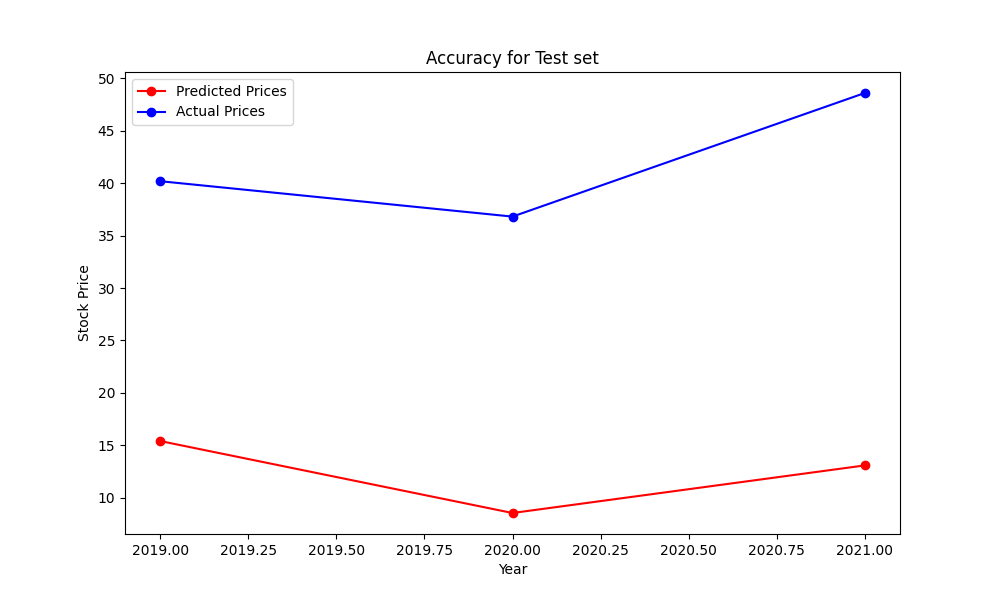 Accuracy for Test set
Predicted Prices
Actual Prices
50
45
40
35
30
25
20
15
10
Stock Price
2019.00 2019.25 2019.50 2019.75 2020.00 2020.25 2020.50 2020.75 2021.00
Year